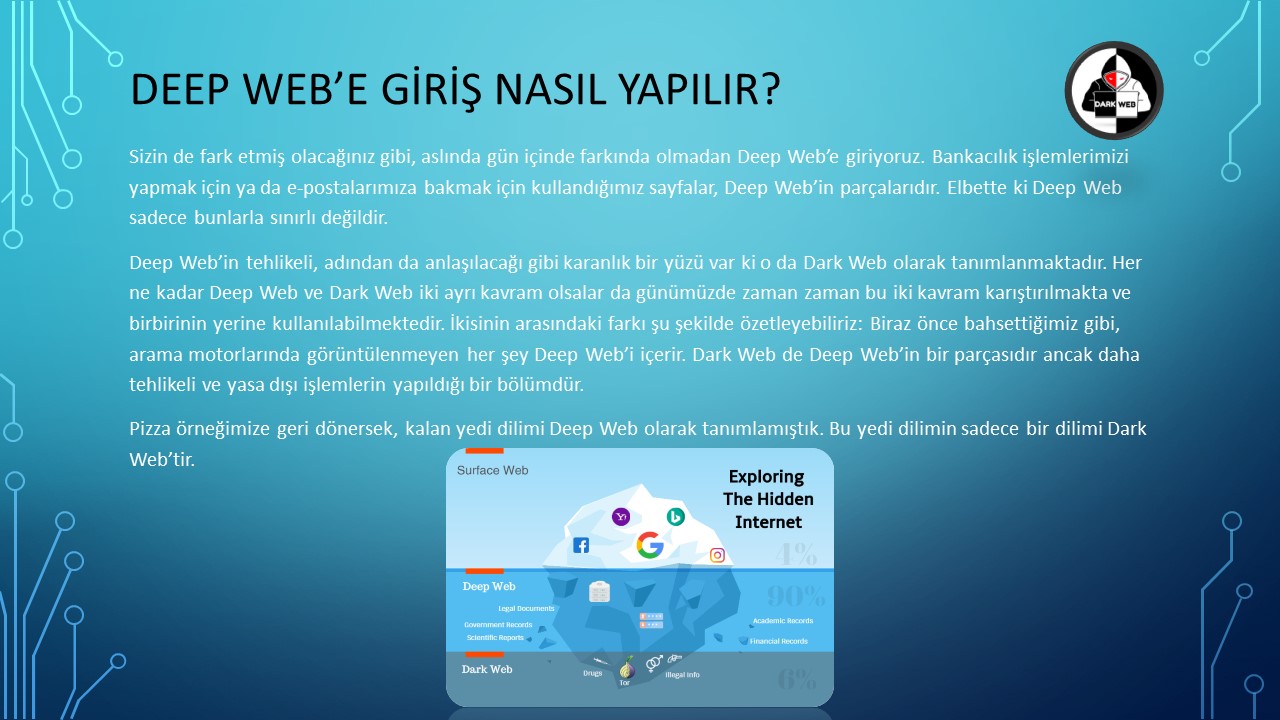 DEEP WEB’E GİRİŞ NASIL YAPILIR?
DARK WEB
Sizin de fark etmiş olacağınız gibi, aslında gün içinde farkında olmadan Deep Web’e giriyoruz. Bankacılık işlemlerimizi
yapmak için ya da e-postalarımıza bakmak için kullandığımız sayfalar, Deep Web’in parçalarıdır. Elbette ki Deep Web
sadece bunlarla sınırlı değildir.
Deep Web’in tehlikeli, adından da anlaşılacağı gibi karanlık bir yüzü var ki o da Dark Web olarak tanımlanmaktadır. Her
ne kadar Deep Web ve Dark Web iki ayrı kavram olsalar da günümüzde zaman zaman bu iki kavram karıştırılmakta ve
birbirinin yerine kullanılabilmektedir. İkisinin arasındaki farkı şu şekilde özetleyebiliriz: Biraz önce bahsettiğimiz gibi,
arama motorlarında görüntülenmeyen her şey Deep Web’i içerir. Dark Web de Deep Web’in bir parçasıdır ancak daha
tehlikeli ve yasa dışı işlemlerin yapıldığı bir bölümdür.
Pizza örneğimize geri dönersek, kalan yedi dilimi Deep Web olarak tanımlamıştık. Bu yedi dilimin sadece bir dilimi Dark
Web’tir.
Surface Web
Exploring
The Hidden
Internet
4%
Deep Web
90%
Legal Documents
Government Records
Scientific Reports
Academic Records
Financial Records
Dark Web
Drugs
Tor
Illegal Info
6%